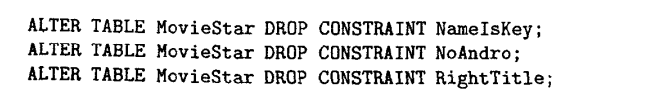 ALTER TABLE MovieStar DROP CONSTRAINT NameIsKey;
ALTER TABLE MovieStar DROP CONSTRAINT NoAndro;
ALTER TABLE MovieStar DROP CONSTRAINT RightTitle;